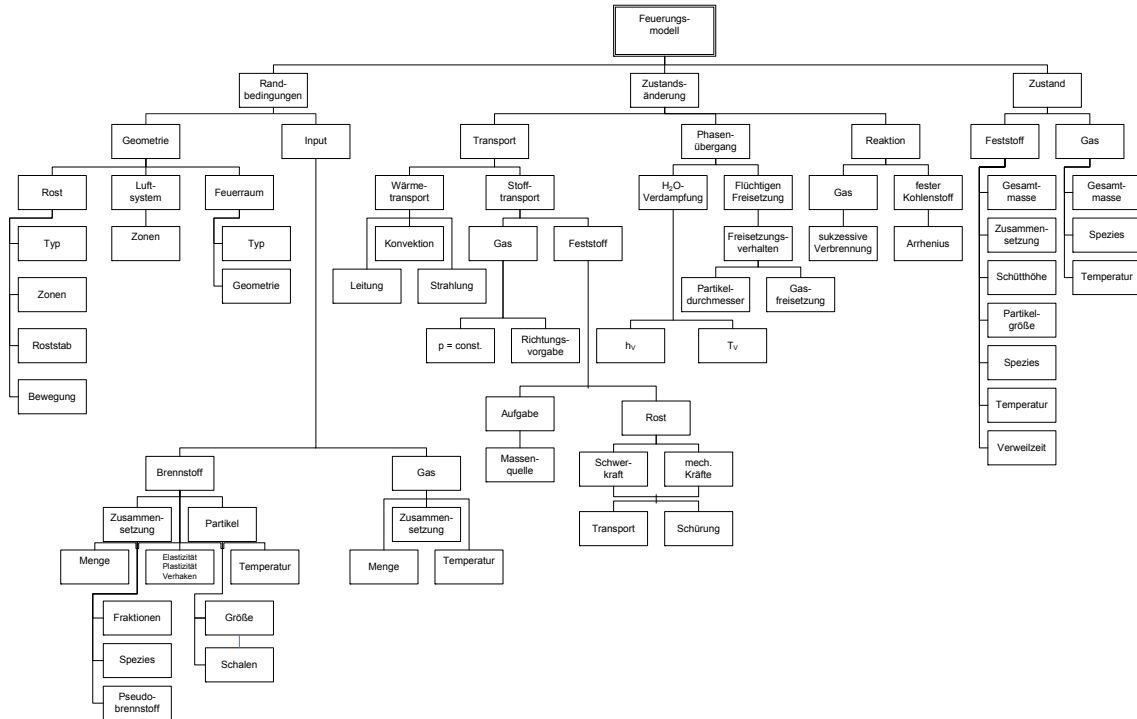 Feuerungs-
modell
Rand-
bedingungen
Zustands-
änderung
Zustand
Geometrie
Input
Transport
Phasen-
übergang
Reaktion
Feststoff
Gas
Rost
Luft-
system
Feuerraum
Wärme-
transport
Stoff-
transport
H₂O-
Verdampfung
Flüchtigen
Freisetzung
Gas
fester
Kohlenstoff
Gesamt-
masse
Gesamt-
masse
Typ
Zonen
Typ
Konvektion
Gas
Feststoff
Freisetzungs-
verhalten
sukzessive
Verbrennung
Arrhenius
Zusammen-
setzung
Spezies
Zonen
Geometrie
Leitung
Strahlung
Partikel-
durchmesser
Gas-
freisetzung
Schütthöhe
Temperatur
Roststab
p = const.
Richtungs-
vorgabe
hᵥ
Tᵥ
Partikel-
größe
Spezies
Bewegung
Aufgabe
Rost
Temperatur
Verweilzeit
Brennstoff
Gas
Massen-
quelle
Schwer-
kraft
mech.
Kräfte
Zusammen-
setzung
Partikel
Zusammen-
setzung
Transport
Schürung
Menge
Elastizität
Plastizität
Verhaken
Temperatur
Menge
Temperatur
Fraktionen
Größe
Spezies
Schalen
Pseudo-
brennstoff